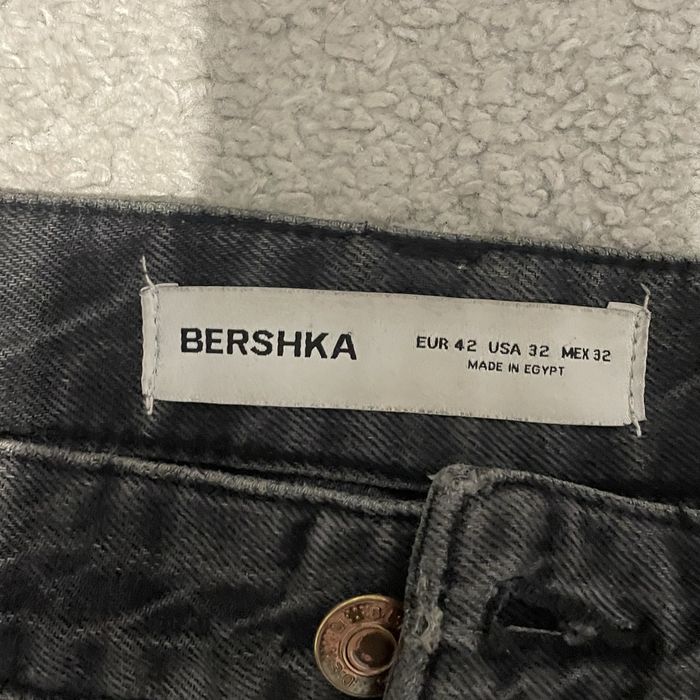 BERSHKA
EUR 42 USA 32 MEX 32
MADE IN EGYPT